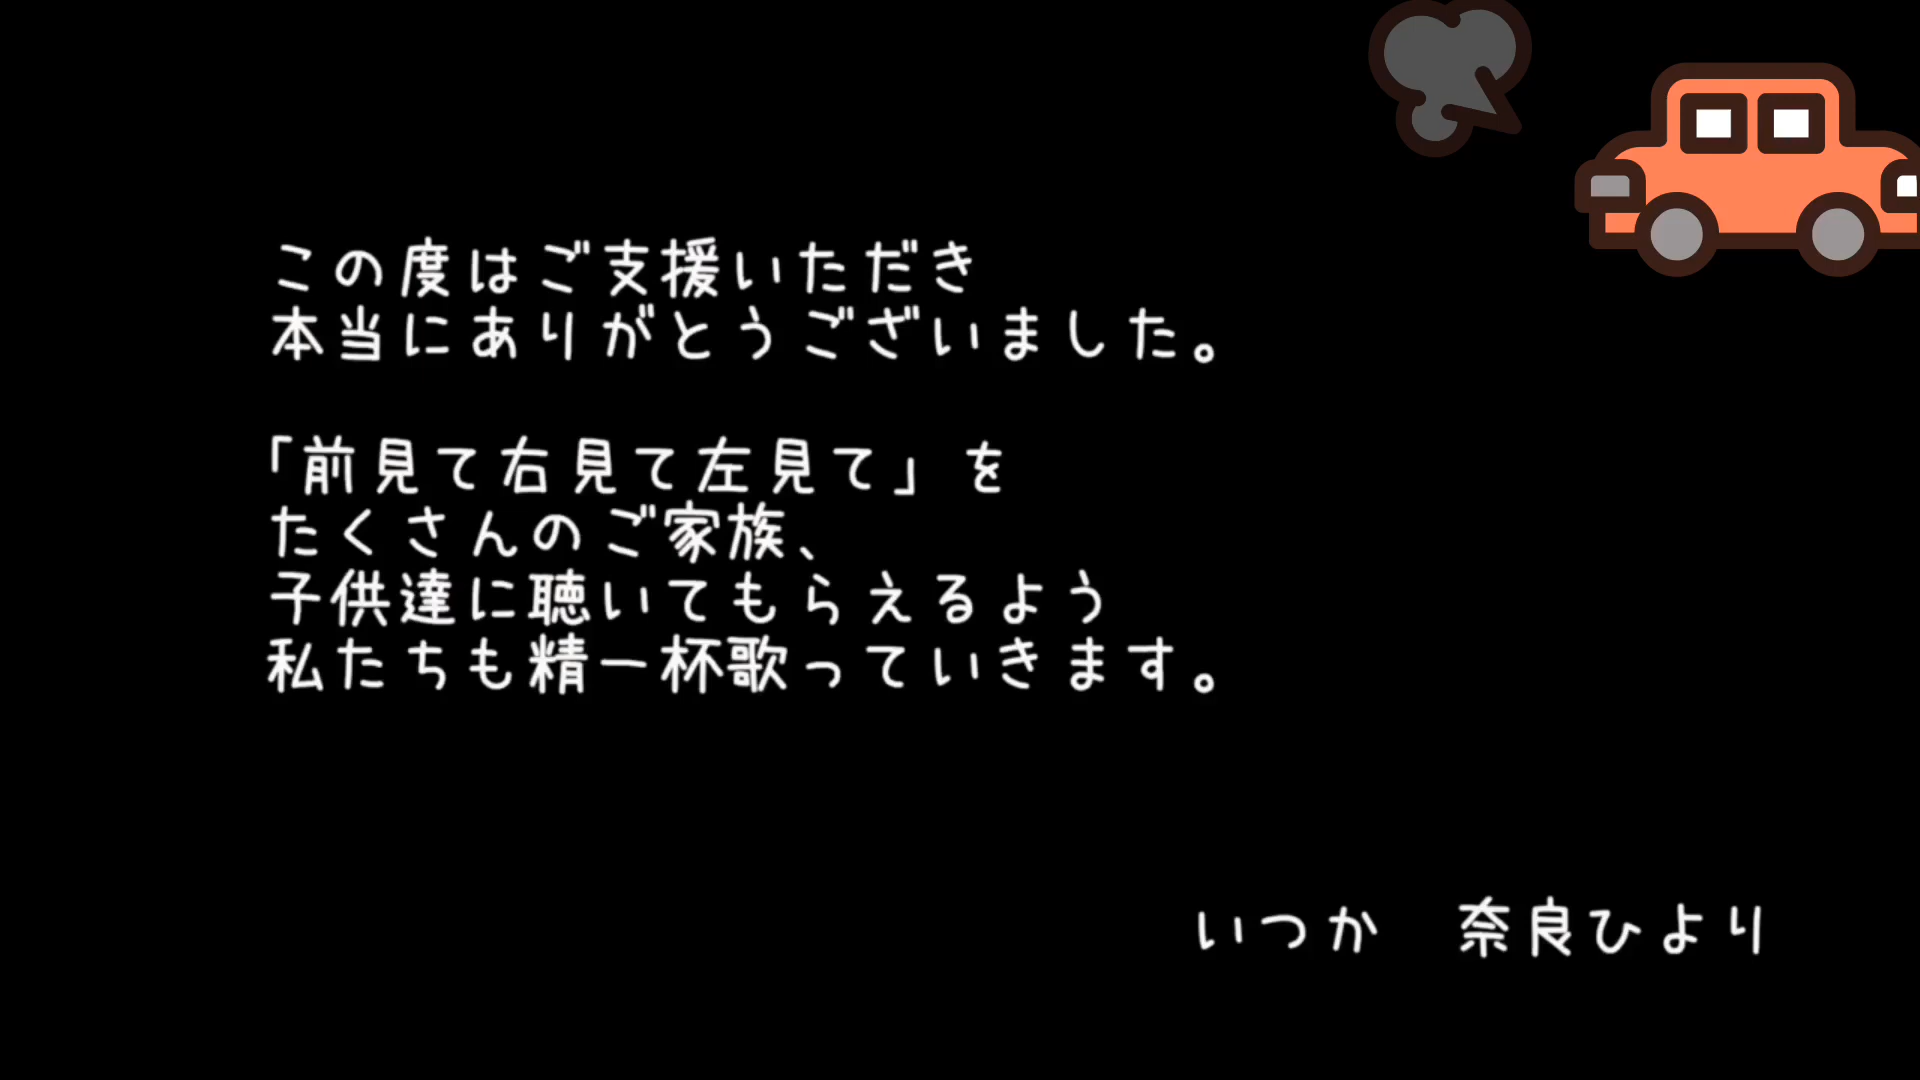 この度はご支援いただき
本当にありがとうございました。
「前見て右見て左見て」を
たくさんのご家族、
子供達に聴いてもらえるよう
私たちも精一杯歌っていきます。
いつか　奈良ひより